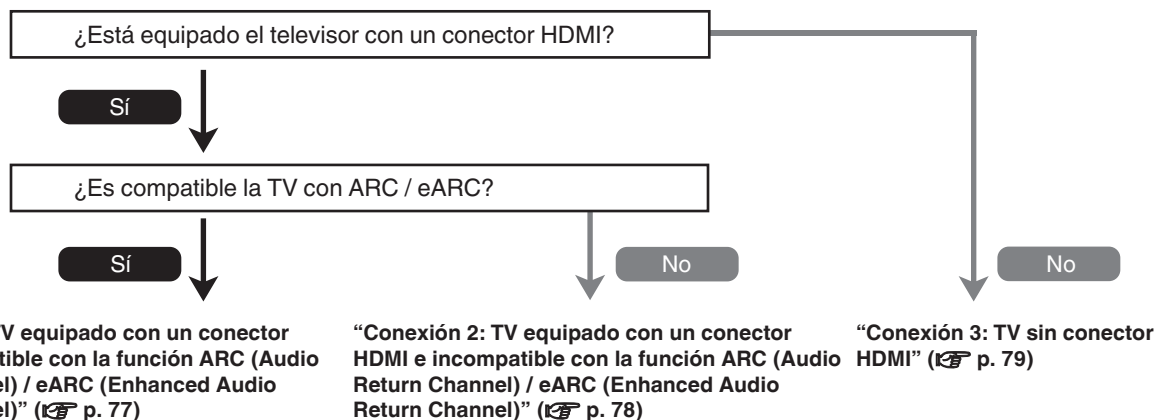 ¿Está equipado el televisor con un conector HDMI?
Sí
¿Es compatible la TV con ARC / eARC?
Sí
No
No
V equipado con un conector
tible con la función ARC (Audio
el) / eARC (Enhanced Audio
el)” (☞ p. 77)
“Conexión 2: TV equipado con un conector
HDMI e incompatible con la función ARC (Audio
Return Channel) / eARC (Enhanced Audio
Return Channel)” (☞ p. 78)
“Conexión 3: TV sin conector
HDMI” (☞ p. 79)